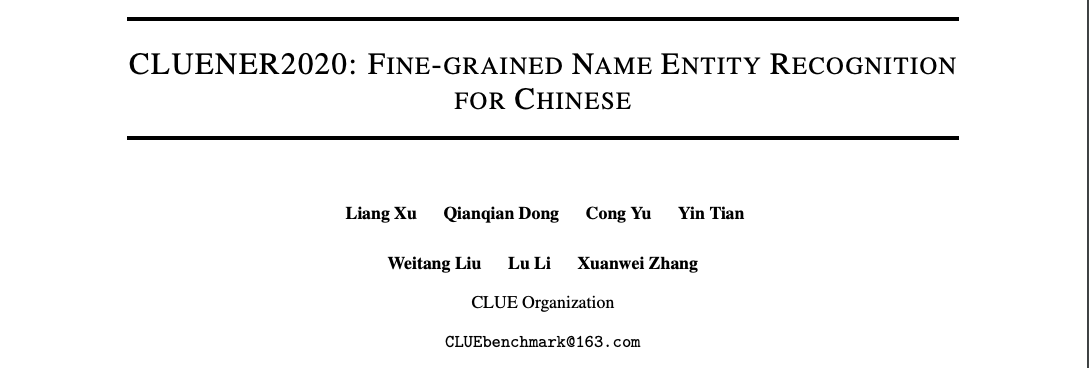 CLUENER2020: FINE-GRAINED NAME ENTITY RECOGNITION
FOR CHINESE
Liang Xu Qianqian Dong Cong Yu Yin Tian
Weitang Liu Lu Li Xuanwei Zhang
CLUE Organization
CLUEbenchmark@163.com